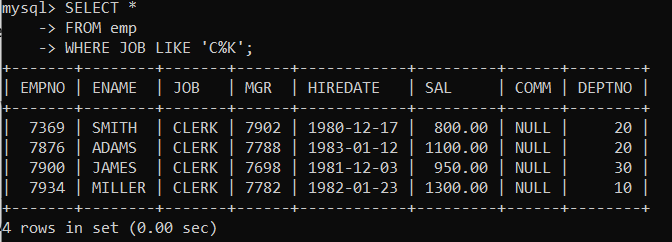 mysql> SELECT *
    -> FROM emp
    -> WHERE JOB LIKE 'C%K';
+-------+--------+-------+------+------------+---------+------+--------+
| EMPNO | ENAME  | JOB   | MGR  | HIREDATE   | SAL     | COMM | DEPTNO |
+-------+--------+-------+------+------------+---------+------+--------+
|  7369 | SMITH  | CLERK | 7902 | 1980-12-17 |  800.00 | NULL |     20 |
|  7876 | ADAMS  | CLERK | 7788 | 1983-01-12 | 1100.00 | NULL |     20 |
|  7900 | JAMES  | CLERK | 7698 | 1981-12-03 |  950.00 | NULL |     30 |
|  7934 | MILLER | CLERK | 7782 | 1982-01-23 | 1300.00 | NULL |     10 |
+-------+--------+-------+------+------------+---------+------+--------+
4 rows in set (0.00 sec)